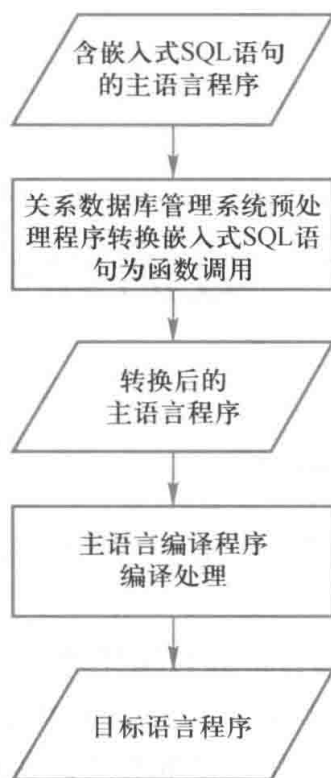 含嵌入式SQL语句
的主语言程序
关系数据库管理系统预处
理程序转换嵌入式SQL语
句为函数调用
转换后的
主语言程序
主语言编译程序
编译处理
目标语言程序